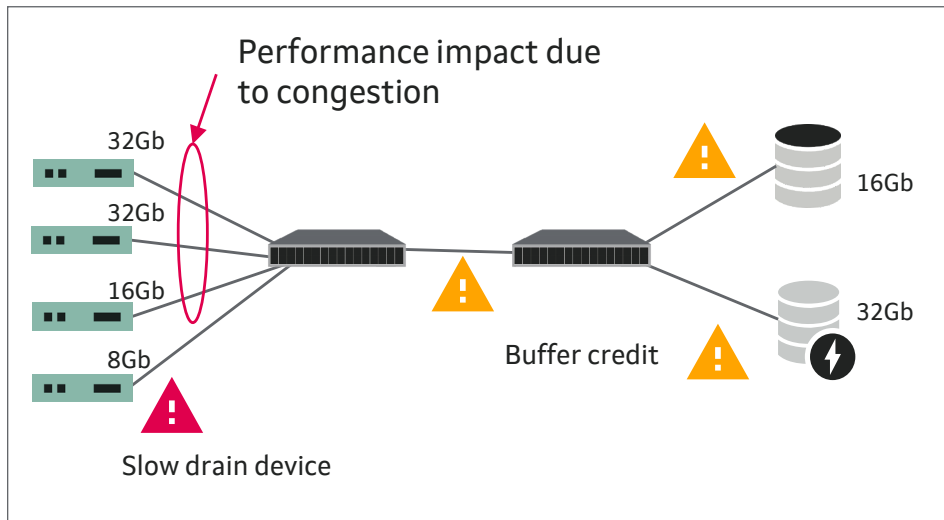 Performance impact due
to congestion
32Gb
32Gb
16Gb
8Gb
16Gb
32Gb
Buffer credit
Slow drain device